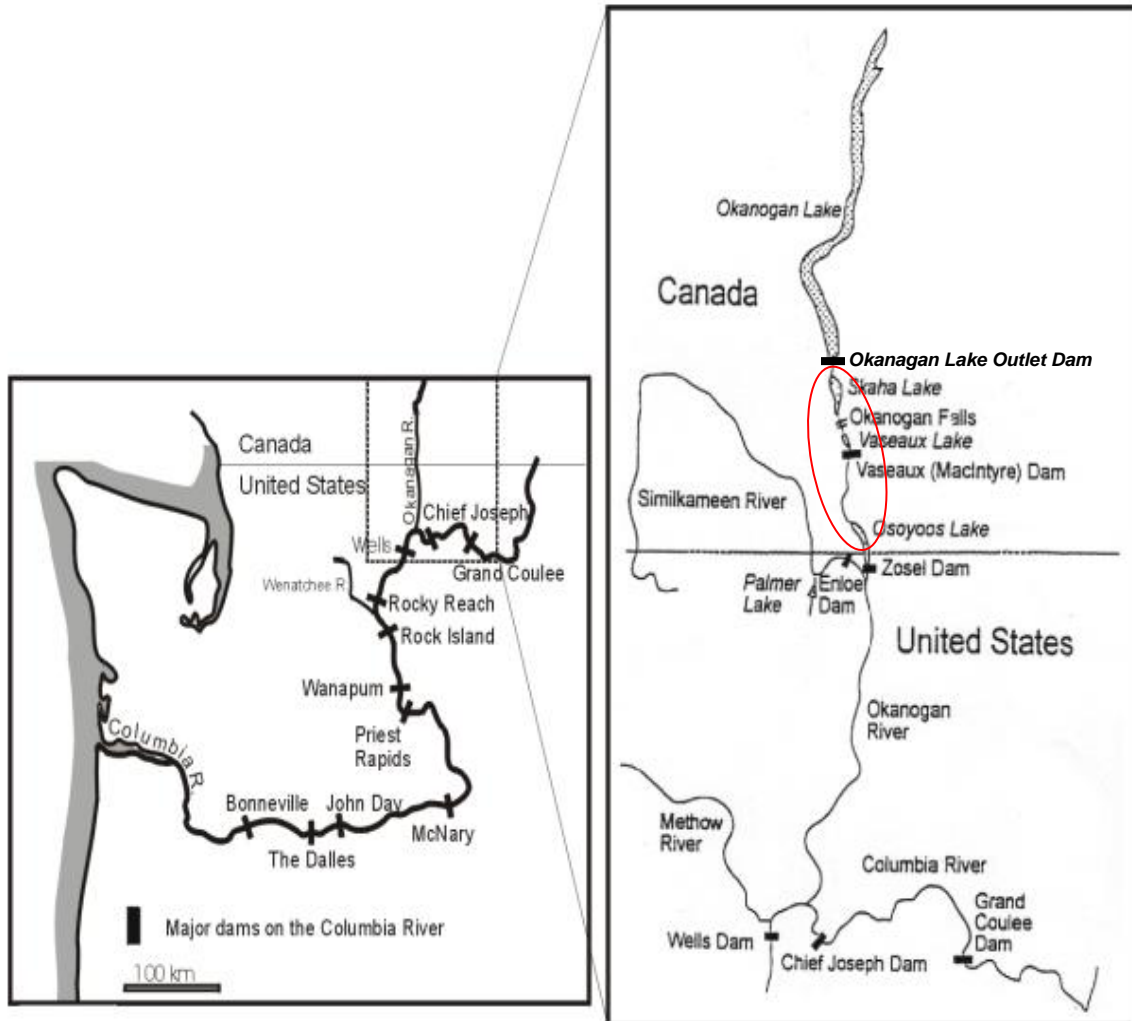 Canada
United States
Okanagan R.
Chief Joseph
Wells
Grand Coulee
Wenatchee R.
Rocky Reach
Rock Island
Wanapum
Priest
Rapids
Columbia R.
Bonneville
John Day
McNary
The Dalles
Major dams on the Columbia River
100 km
Okanogan Lake
Canada
Okanagan Lake Outlet Dam
Skaha Lake
Okanogan Falls
Vaseaux Lake
Vaseaux (MacIntyre) Dam
Similkameen River
Osoyoos Lake
Zosel Dam
Palmer
Lake
Enloe
Dam
United States
Okanogan
River
Methow
River
Columbia River
Grand
Coulee
Dam
Wells Dam
Chief Joseph Dam